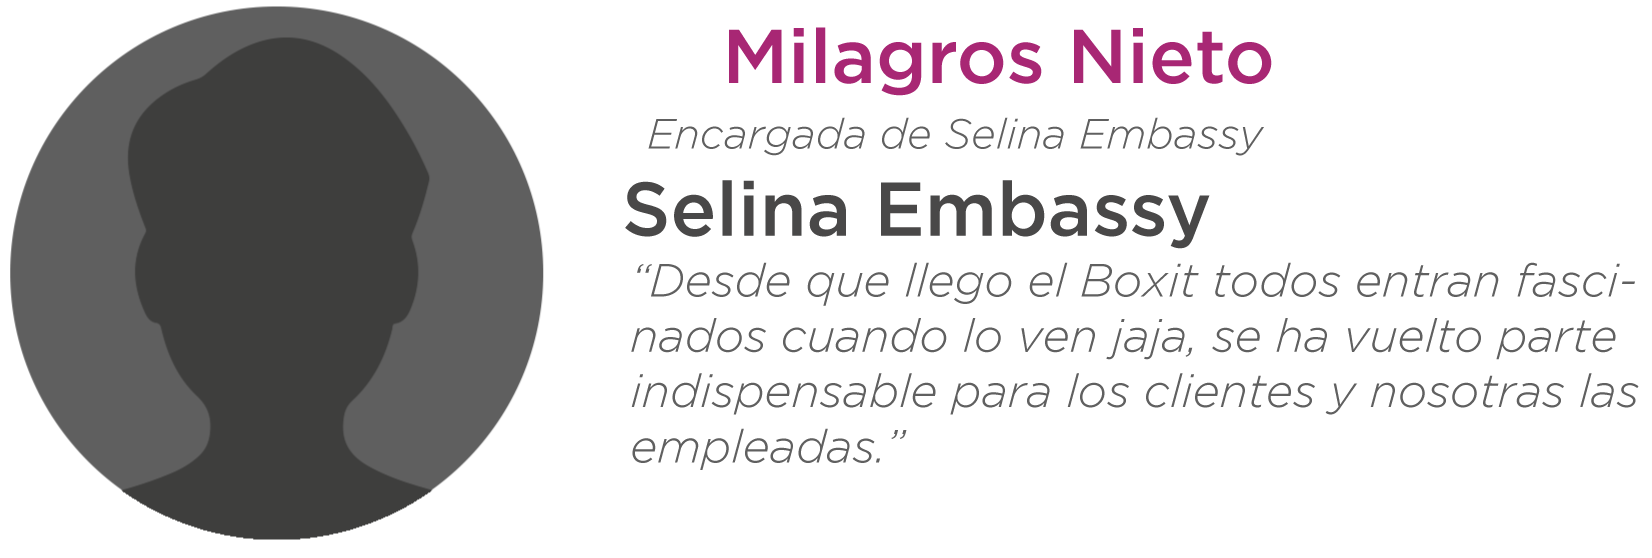 Milagros Nieto
Encargada de Selina Embassy
Selina Embassy
“Desde que llego el Boxit todos entran fasci-
nados cuando lo ven jaja, se ha vuelto parte
indispensable para los clientes y nosotras las
empleadas.”